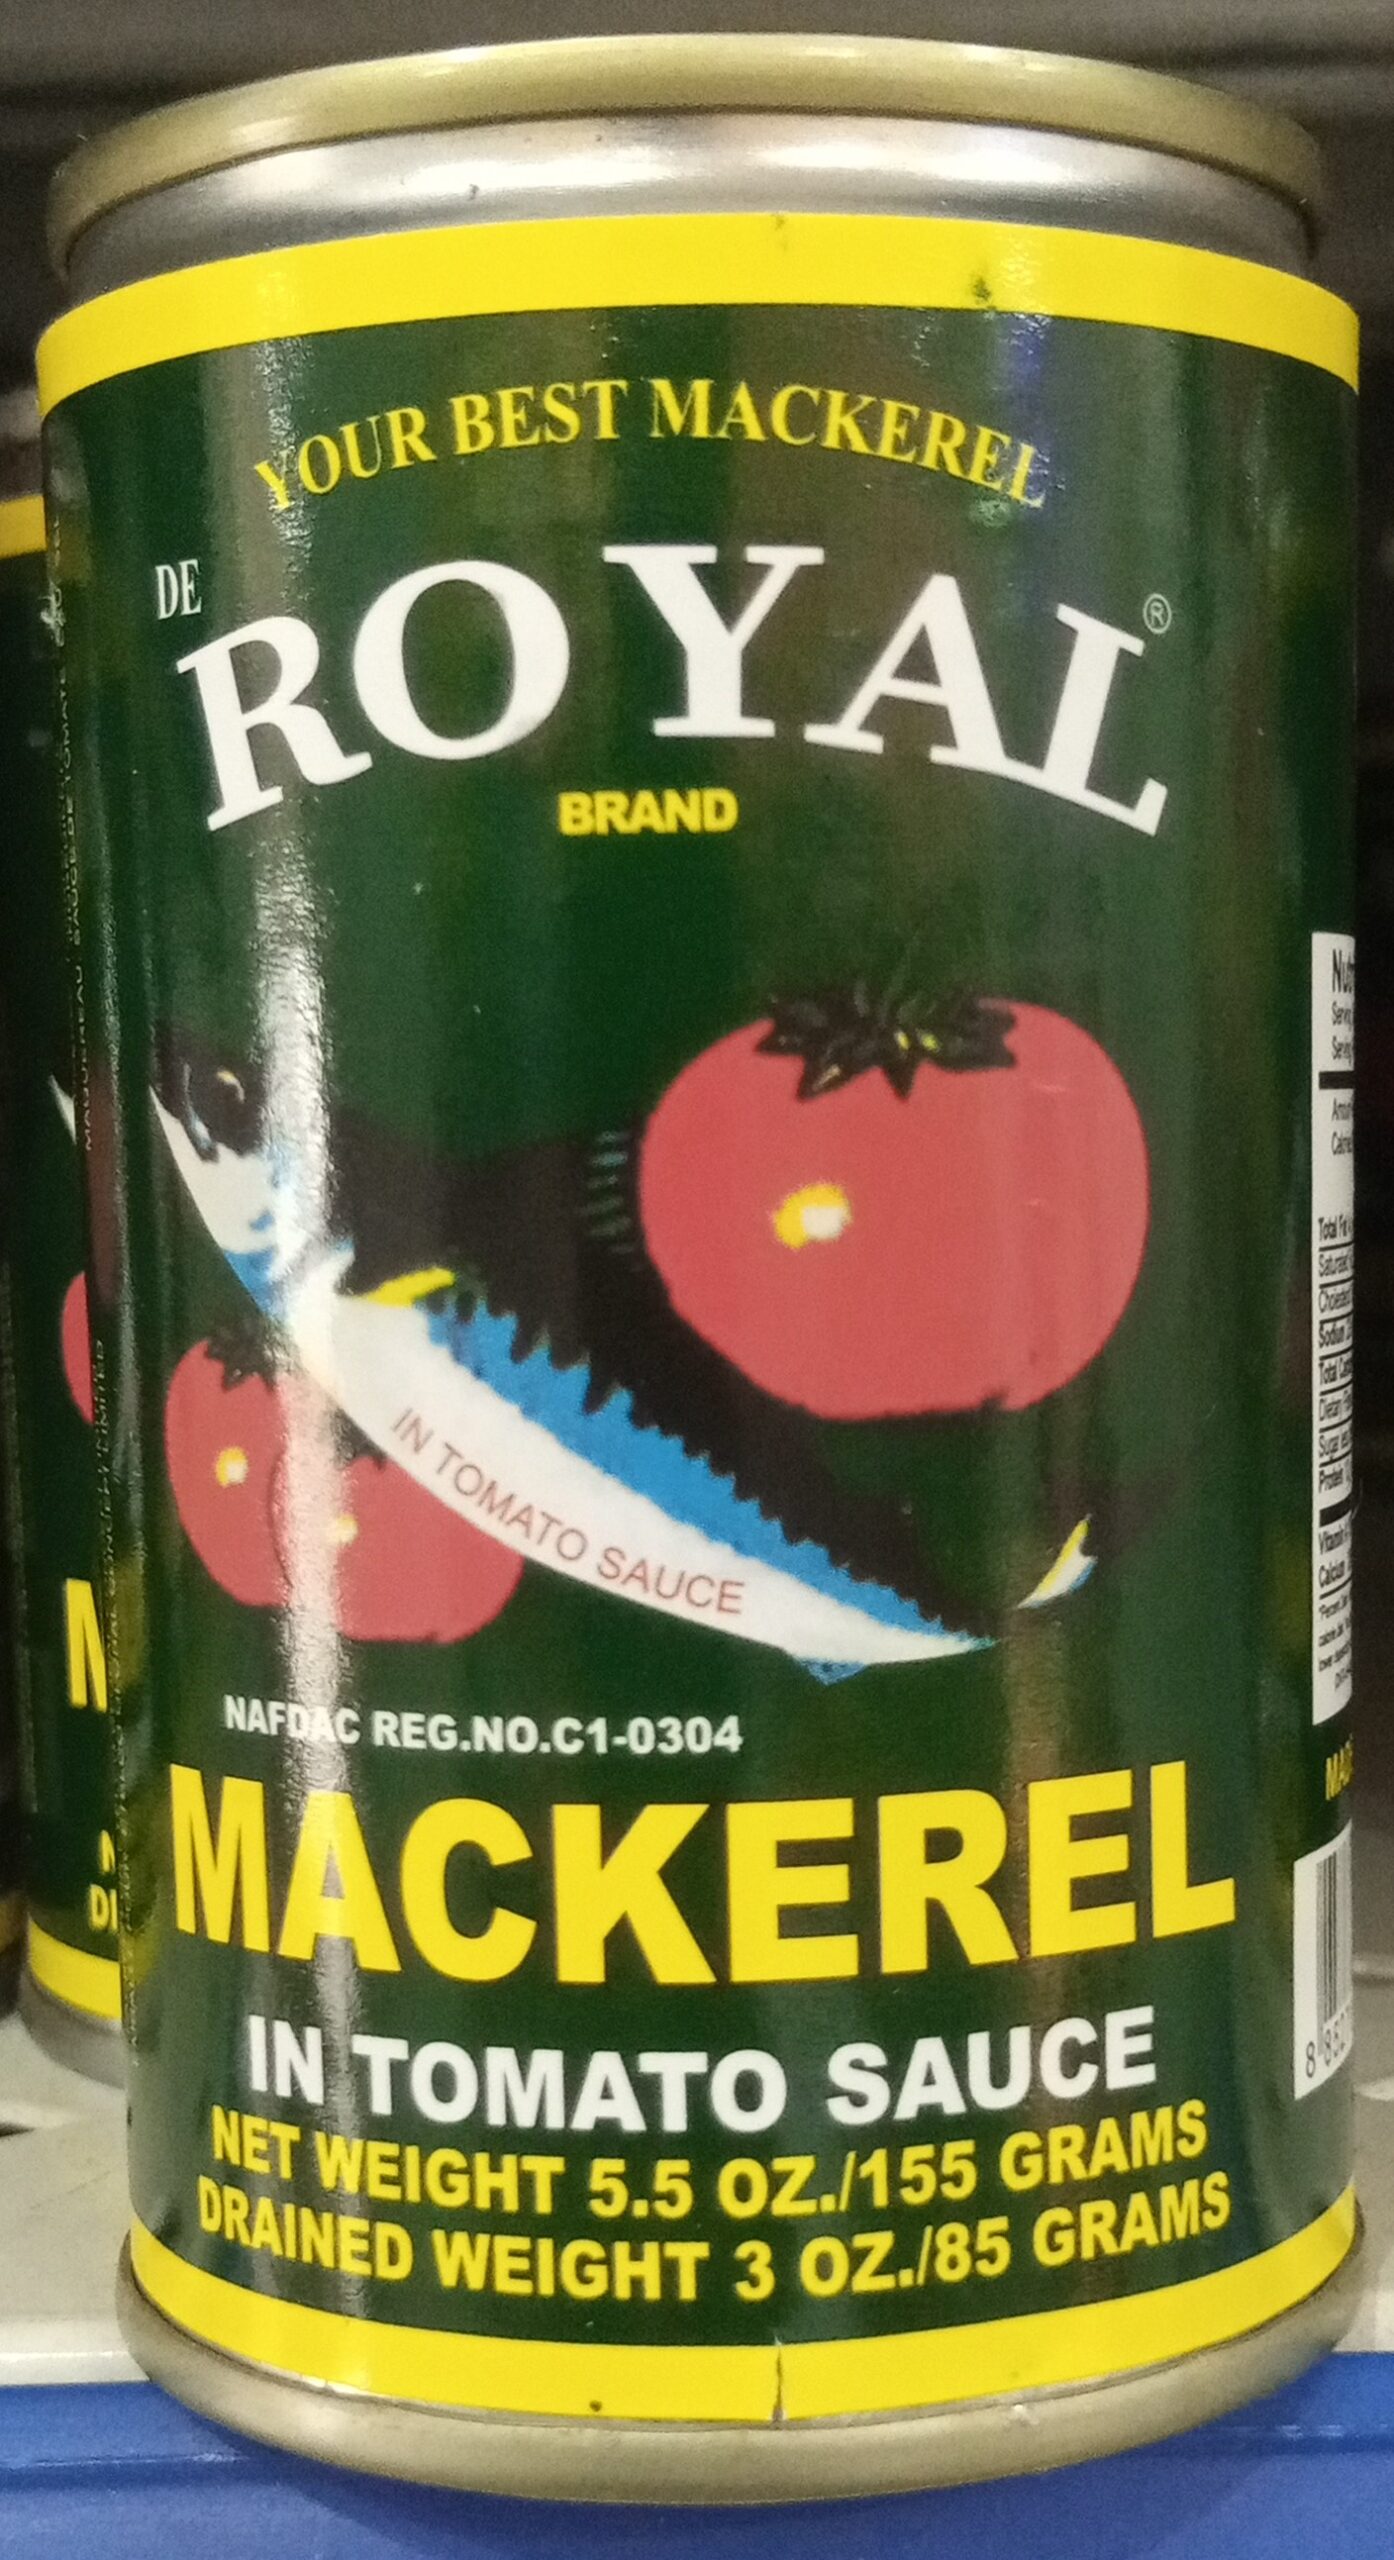 YOUR BEST MACKEREL
DE
ROYAL®
BRAND
IN TOMATO SAUCE
NAFDAC REG.NO.C1-0304
MACKEREL
IN TOMATO SAUCE
NET WEIGHT 5.5 OZ./155 GRAMS
DRAINED WEIGHT 3 OZ./85 GRAMS